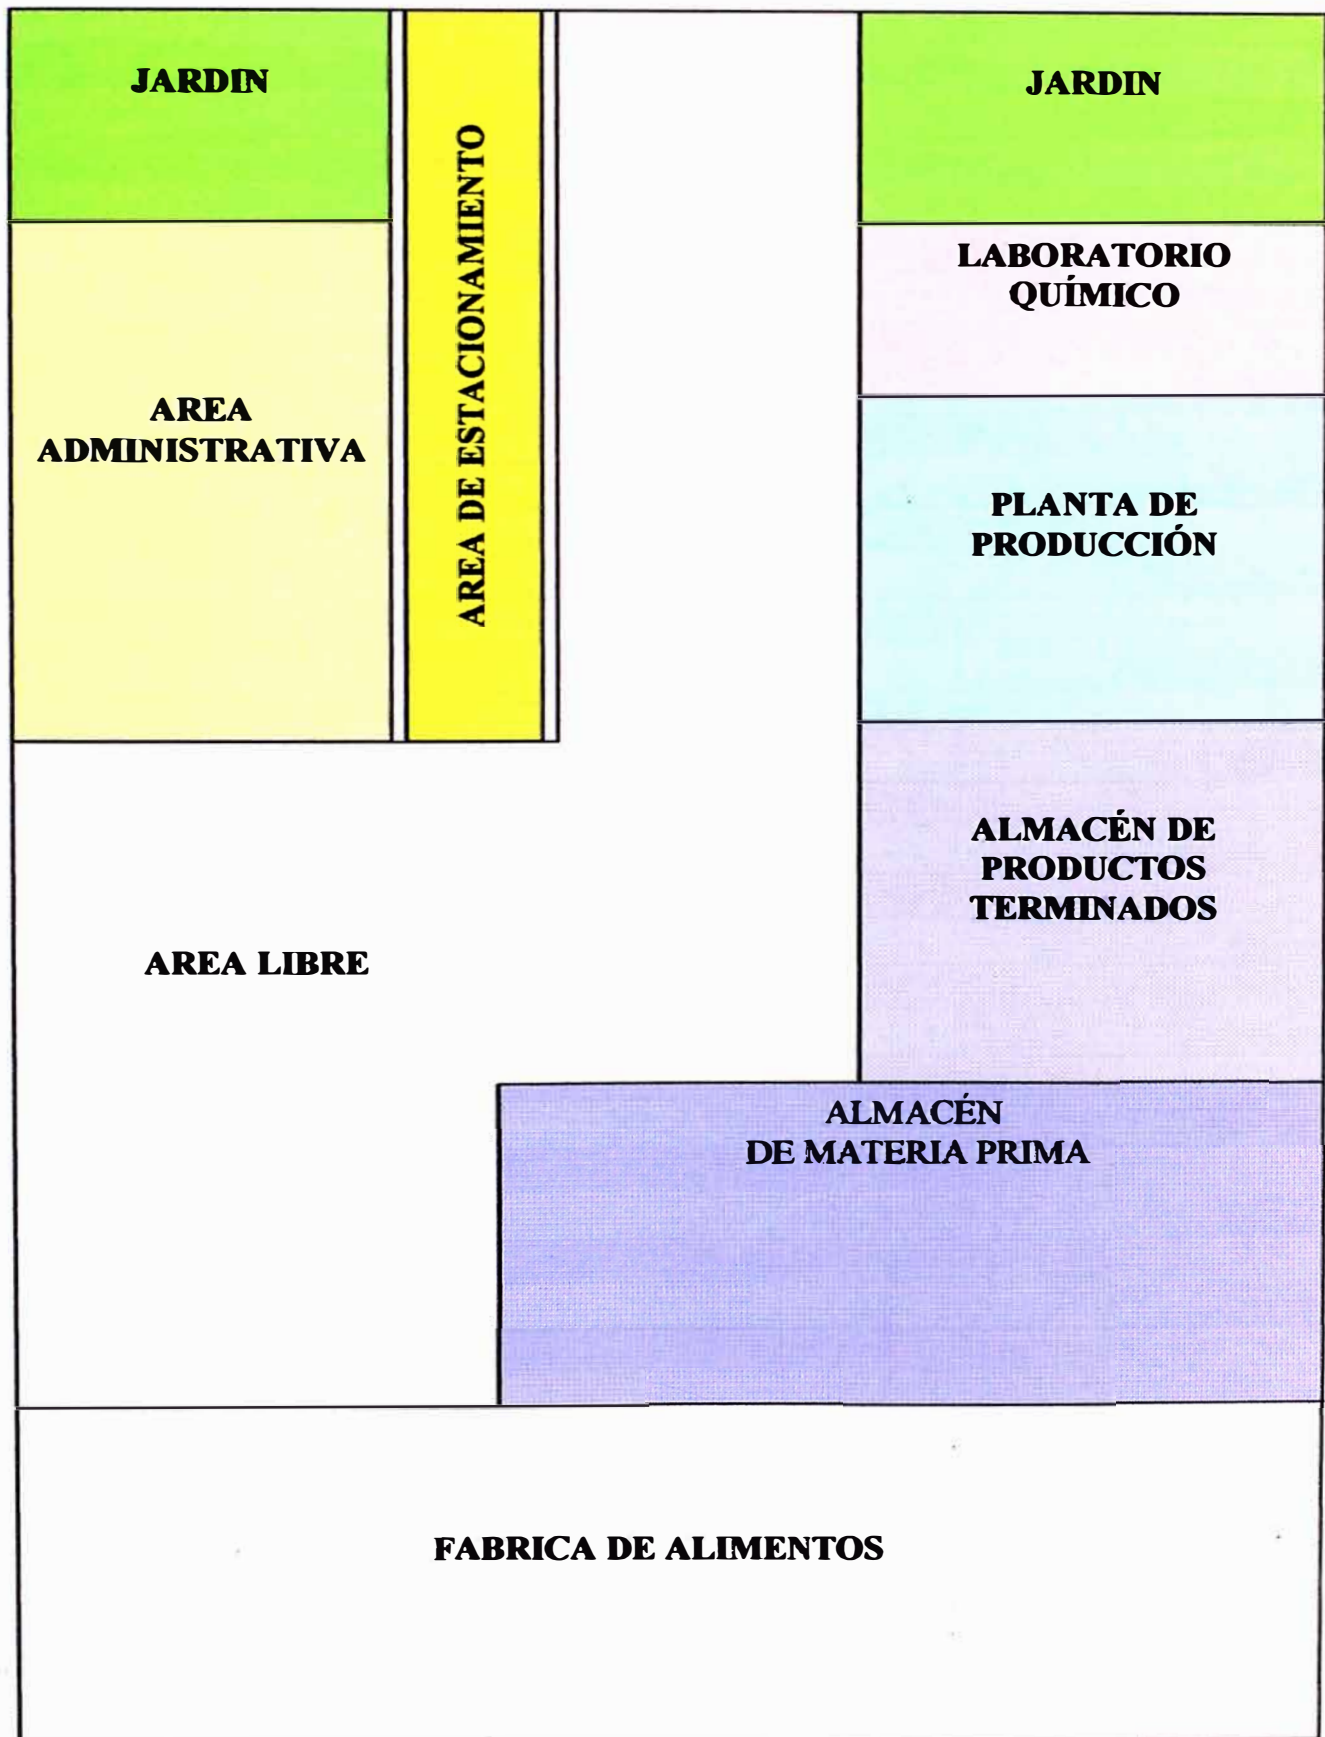 JARDIN
JARDIN
AREA DE ESTACIONAMIENTO
LABORATORIO
QUÍMICO
AREA
ADMINISTRATIVA
PLANTA DE
PRODUCCIÓN
ALMACÉN DE
PRODUCTOS
TERMINADOS
AREA LIBRE
ALMACÉN
DE MATERIA PRIMA
FABRICA DE ALIMENTOS